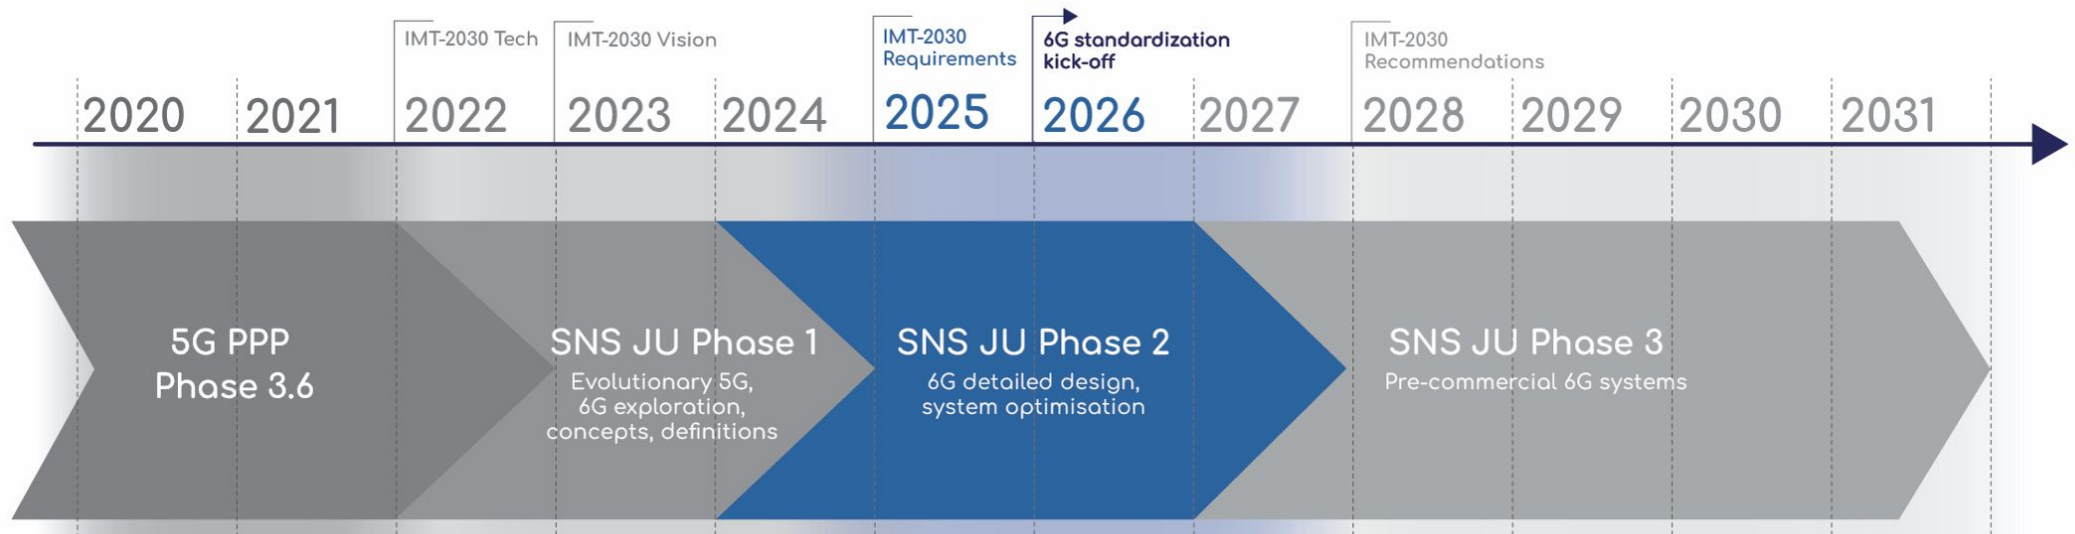 IMT-2030 Tech
IMT-2030 Vision
IMT-2030
Requirements
6G standardization
kick-off
IMT-2030
Recommendations
2020
2021
2022
2023
2024
2025
2026
2027
2028
2029
2030
2031
5G PPP
Phase 3.6
SNS JU Phase 1
Evolutionary 5G,
6G exploration,
concepts, definitions
SNS JU Phase 2
6G detailed design,
system optimisation
SNS JU Phase 3
Pre-commercial 6G systems